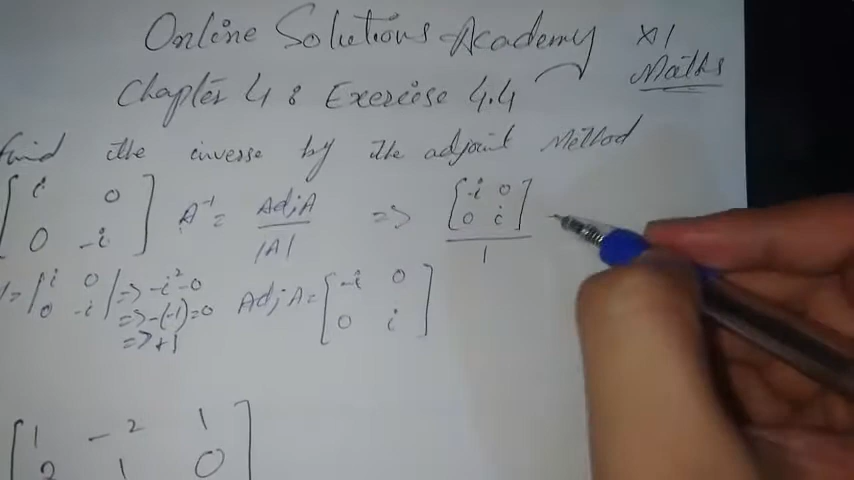 Online Solutions Academy XI
Maths
Chapter 4 : Exercise 4.4
find the inverse by the adjoint Method
[i 0
0 -i] A⁻¹ = AdjA / |A| => [-i 0
0 i] / 1
|= |i 0
0 -i| => -i²-0
=> -(-1)=0
=> +1
AdjA = [-i 0
0 i]
[1 -2 1
2 1 0